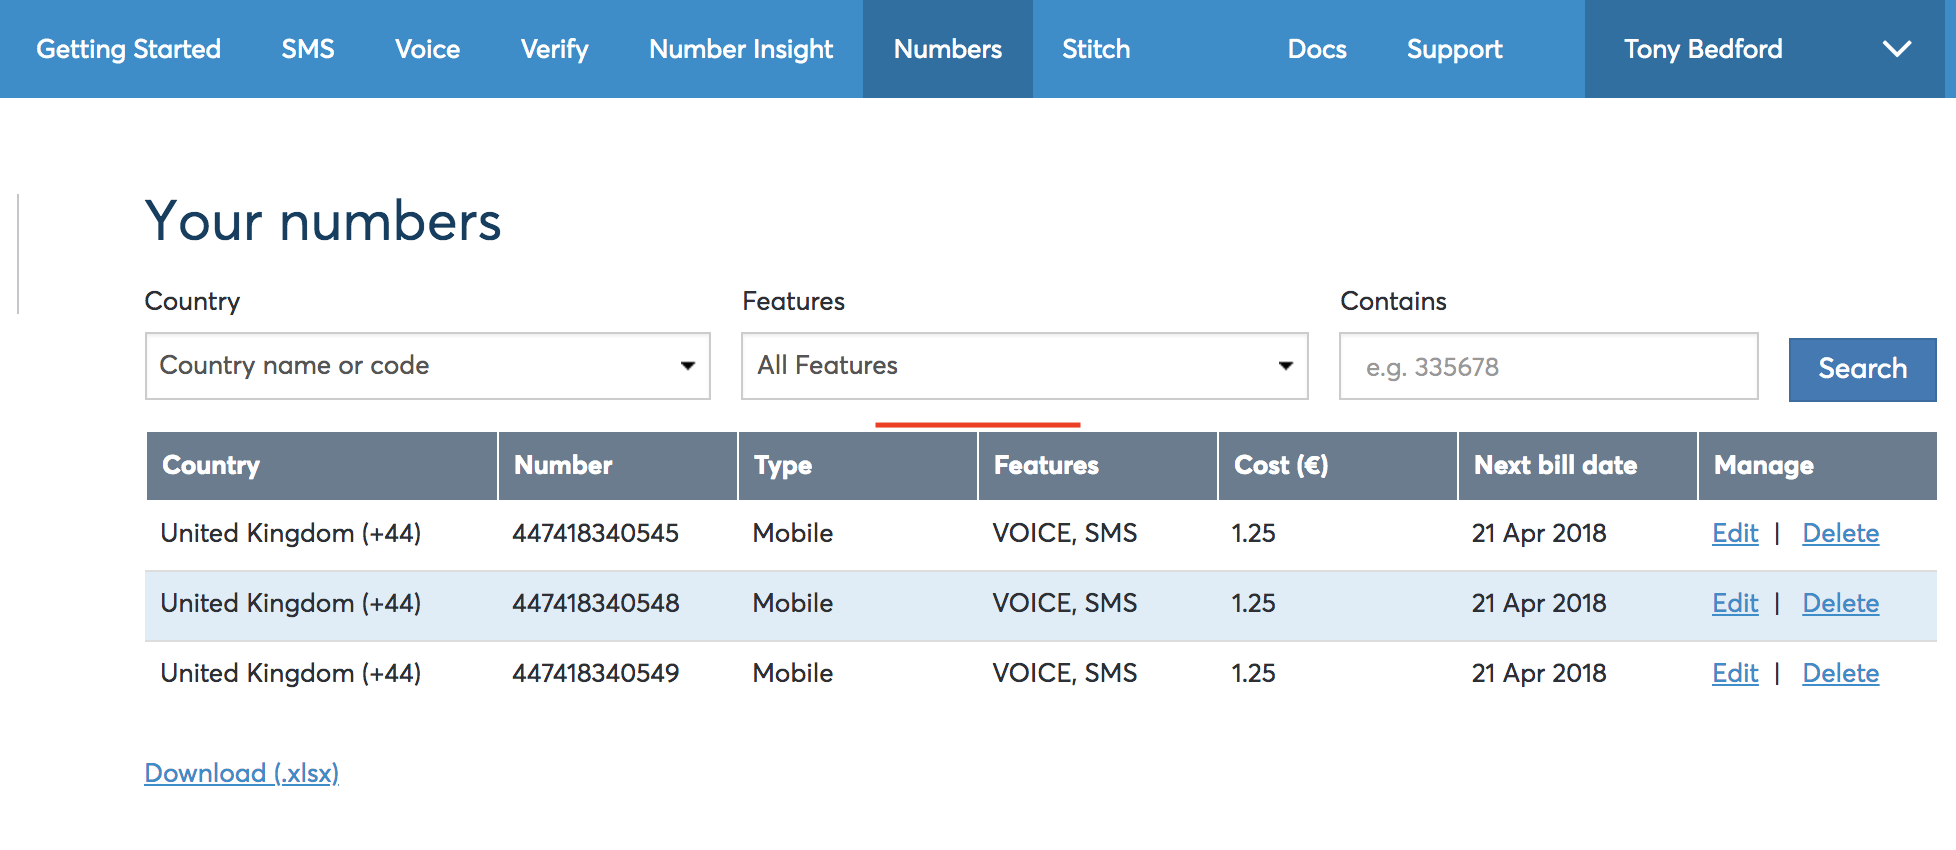 Getting Started SMS Voice Verify Number Insight Numbers Stitch Docs Support Tony Bedford
Your numbers
Country Features Contains
Country name or code All Features e.g. 335678 Search
Country Number Type Features Cost (€) Next bill date Manage
United Kingdom (+44) 447418340545 Mobile VOICE, SMS 1.25 21 Apr 2018 Edit | Delete
United Kingdom (+44) 447418340548 Mobile VOICE, SMS 1.25 21 Apr 2018 Edit | Delete
United Kingdom (+44) 447418340549 Mobile VOICE, SMS 1.25 21 Apr 2018 Edit | Delete
Download (.xlsx)